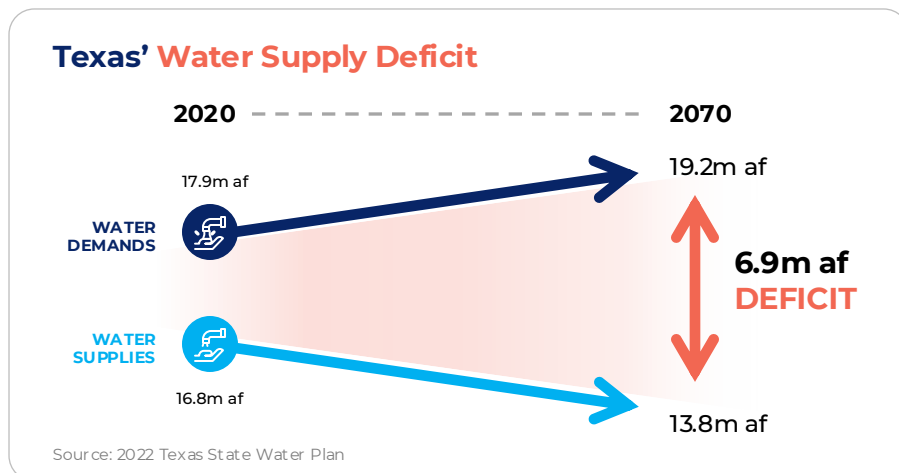 Texas' Water Supply Deficit
2020
2070
17.9m af
19.2m af
WATER
DEMANDS
6.9m af
DEFICIT
WATER
SUPPLIES
16.8m af
13.8m af
Source: 2022 Texas State Water Plan